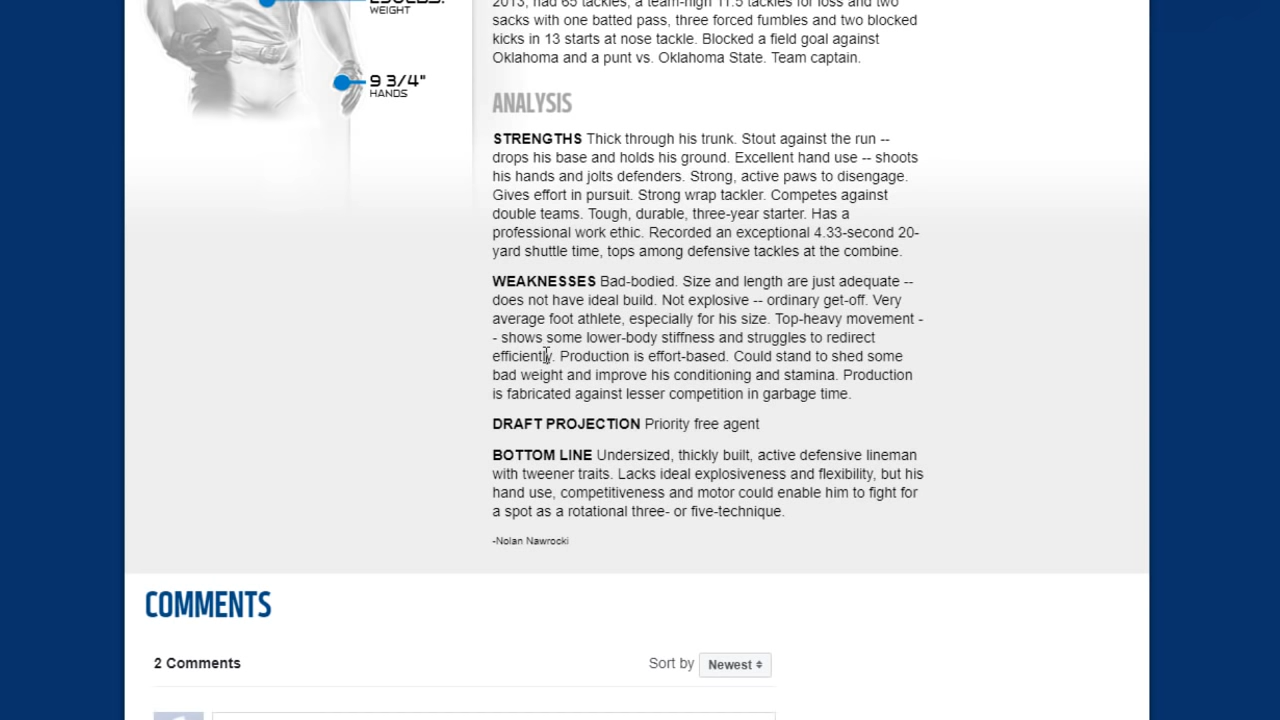 WEIGHT
9 3/4"
HANDS
2013, had 65 tackles, a team-high 11.5 tackles for loss and two
sacks with one batted pass, three forced fumbles and two blocked
kicks in 13 starts at nose tackle. Blocked a field goal against
Oklahoma and a punt vs. Oklahoma State. Team captain.
ANALYSIS
STRENGTHS Thick through his trunk. Stout against the run --
drops his base and holds his ground. Excellent hand use -- shoots
his hands and jolts defenders. Strong, active paws to disengage.
Gives effort in pursuit. Strong wrap tackler. Competes against
double teams. Tough, durable, three-year starter. Has a
professional work ethic. Recorded an exceptional 4.33-second 20-
yard shuttle time, tops among defensive tackles at the combine.
WEAKNESSES Bad-bodied. Size and length are just adequate --
does not have ideal build. Not explosive -- ordinary get-off. Very
average foot athlete, especially for his size. Top-heavy movement -
- shows some lower-body stiffness and struggles to redirect
efficiently. Production is effort-based. Could stand to shed some
bad weight and improve his conditioning and stamina. Production
is fabricated against lesser competition in garbage time.
DRAFT PROJECTION Priority free agent
BOTTOM LINE Undersized, thickly built, active defensive lineman
with tweener traits. Lacks ideal explosiveness and flexibility, but his
hand use, competitiveness and motor could enable him to fight for
a spot as a rotational three- or five-technique.
-Nolan Nawrocki
COMMENTS
2 Comments
Sort by Newest